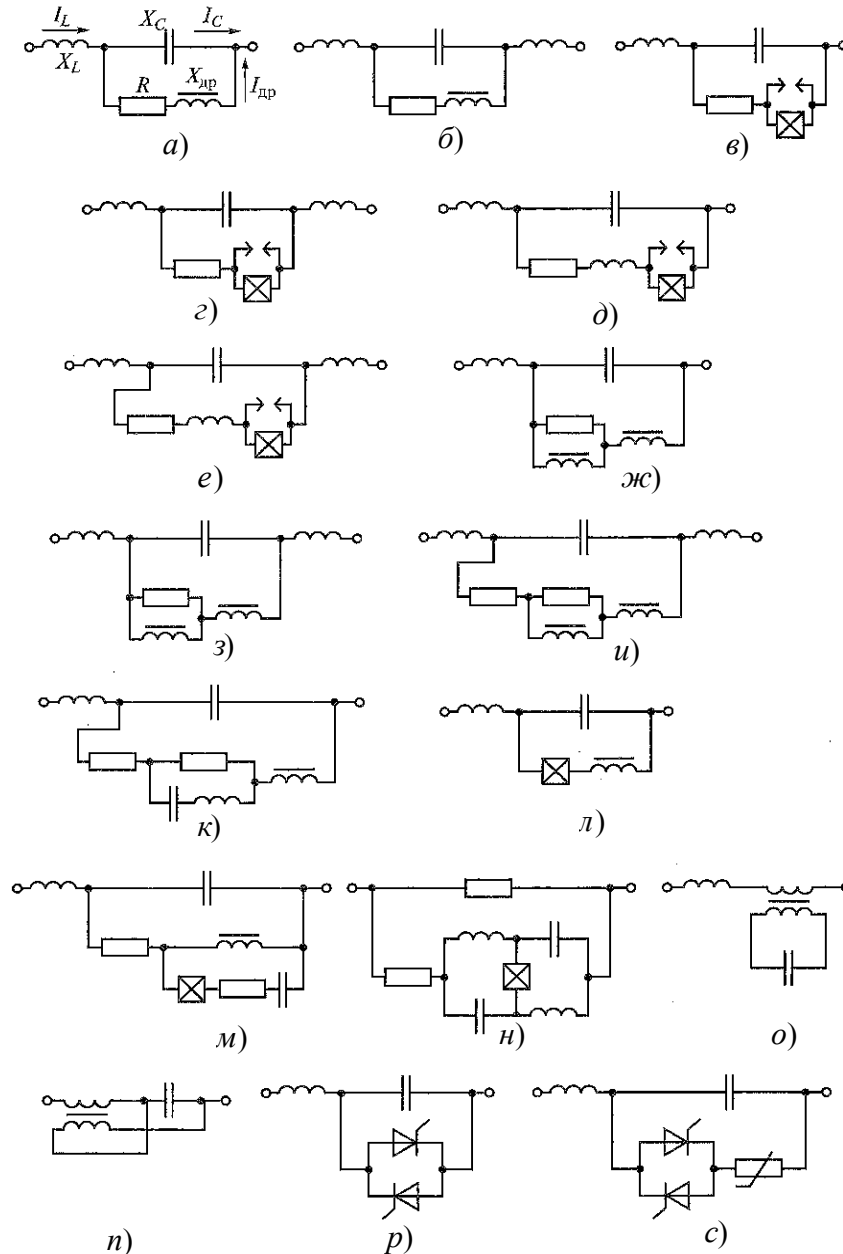 I_L X_C I_C
X_L R X_др I_др
а) б) в)
г) д)
е) ж)
з) и)
к) л)
м) н) о)
п) р) с)